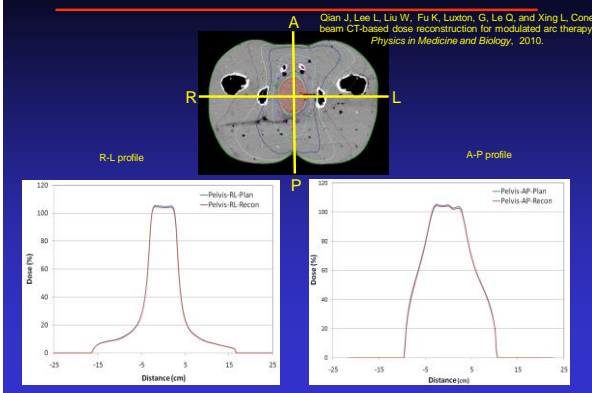 Qian J, Lee L, Liu W, Fu K, Luxton, G, Le Q, and Xing L, Cone
beam CT-based dose reconstruction for modulated arc therapy
Physics in Medicine and Biology, 2010.
A
R
L
P
R-L profile
A-P profile
120
100
80
60
40
20
0
-25
-15
-5
5
15
25
Dose (%)
Distance (cm)
Pelvis-RL-Plan
Pelvis-RL-Recon
120
100
80
60
40
20
0
-25
-15
-5
5
15
25
Dose (%)
Distance (cm)
Pelvis-AP-Plan
Pelvis-AP-Recon